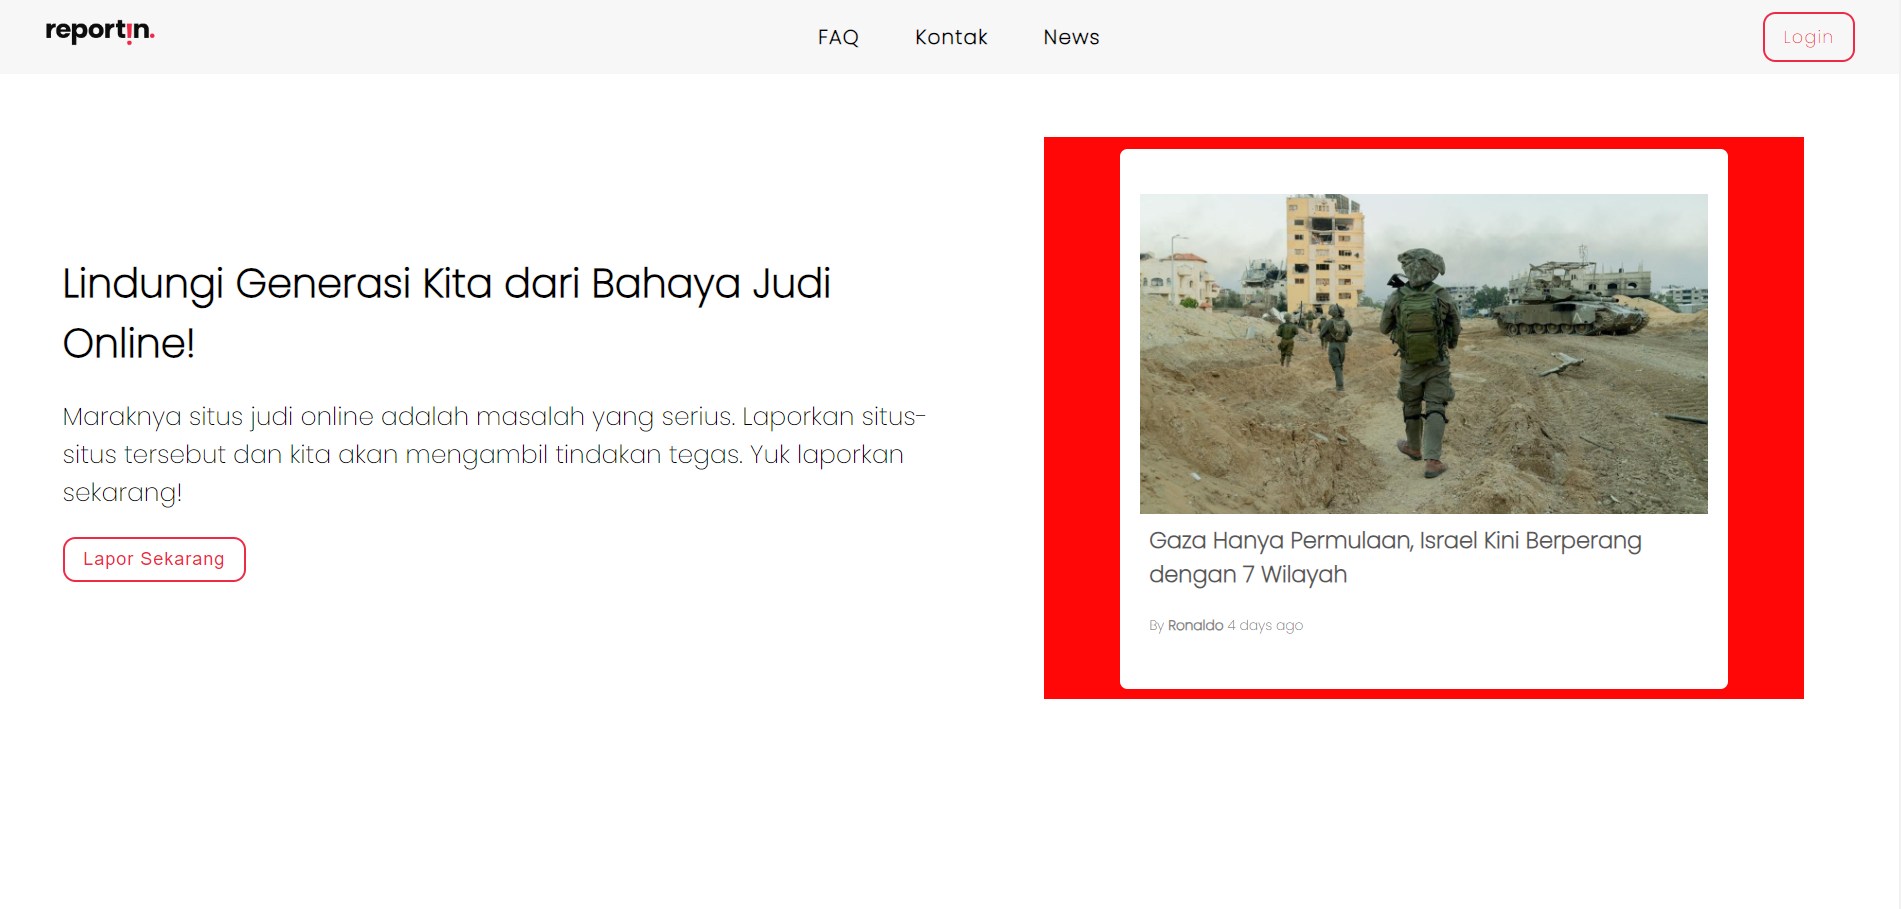 reportin.
FAQ
Kontak
News
Login
Lindungi Generasi Kita dari Bahaya Judi
Online!
Maraknya situs judi online adalah masalah yang serius. Laporkan situs-
situs tersebut dan kita akan mengambil tindakan tegas. Yuk laporkan
sekarang!
Lapor Sekarang
Gaza Hanya Permulaan, Israel Kini Berperang
dengan 7 Wilayah
By Ronaldo 4 days ago